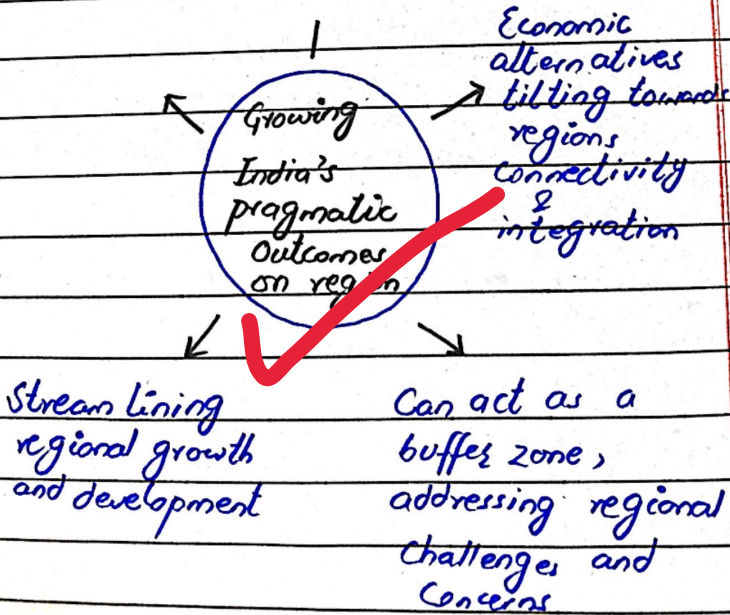 Growing
India's
pragmatic
Outcomes
on region
Economic
alternatives
tilting towards
regions
connectivity
&
integration
Stream lining
regional growth
and development
Can act as a
buffer zone,
addressing regional
challenges and
Concerns